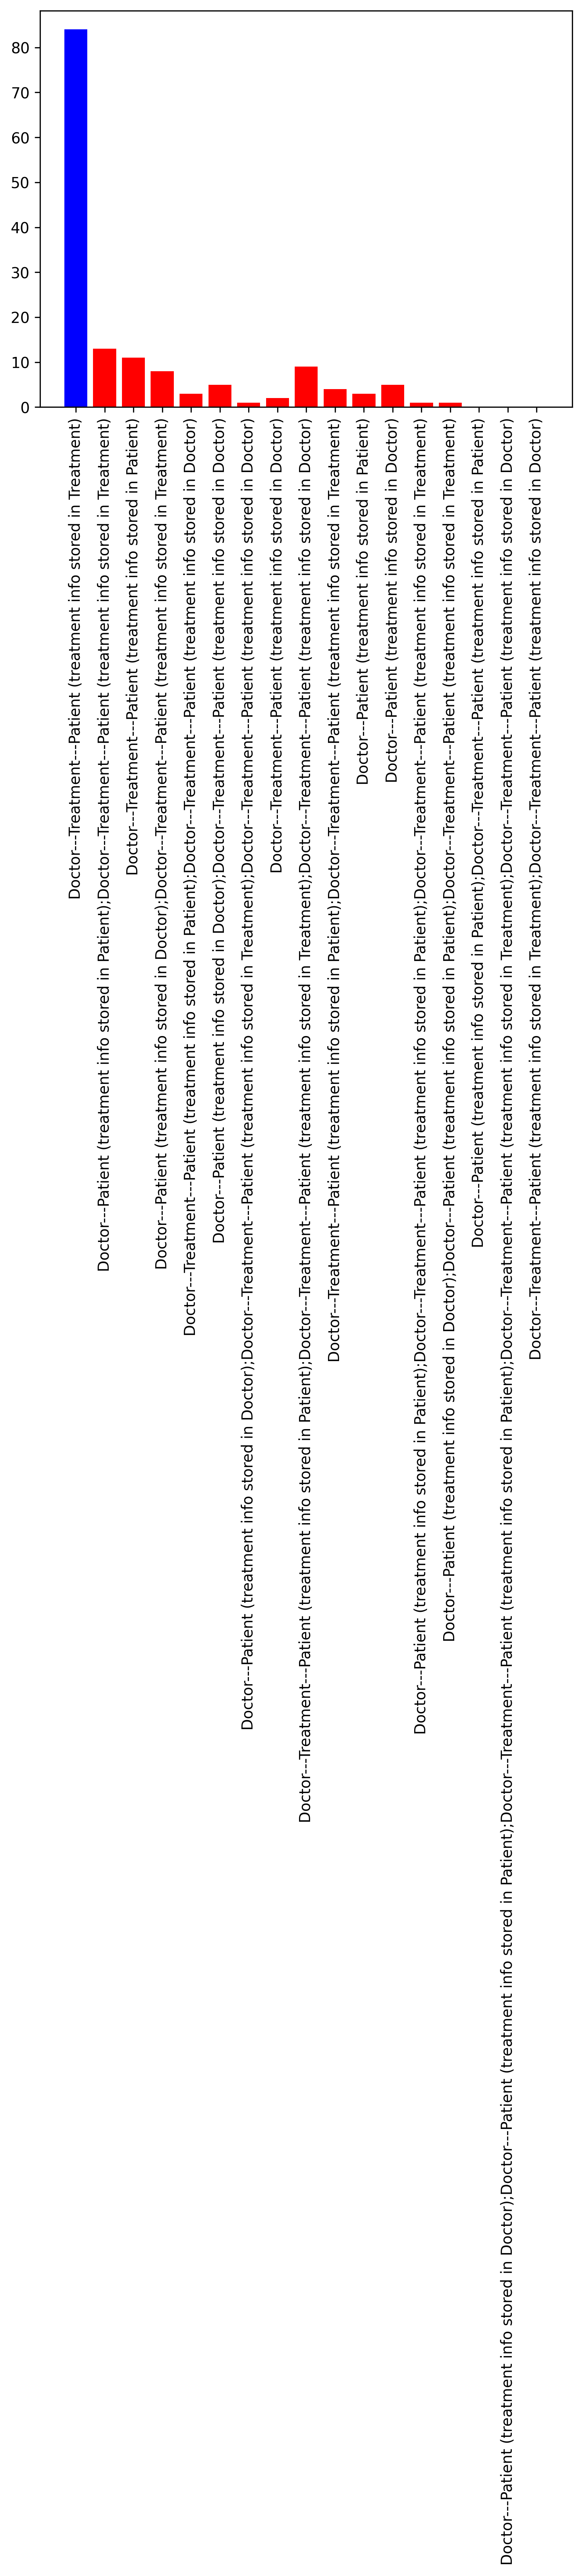 80
70
60
50
40
30
20
10
0
Doctor---Treatment---Patient (treatment info stored in Treatment)
Doctor---Patient (treatment info stored in Patient);Doctor---Treatment---Patient (treatment info stored in Treatment)
Doctor---Treatment---Patient (treatment info stored in Patient)
Doctor---Patient (treatment info stored in Doctor);Doctor---Treatment---Patient (treatment info stored in Treatment)
Doctor---Treatment---Patient (treatment info stored in Patient);Doctor---Treatment---Patient (treatment info stored in Doctor)
Doctor---Patient (treatment info stored in Doctor);Doctor---Treatment---Patient (treatment info stored in Doctor)
Doctor---Patient (treatment info stored in Doctor);Doctor---Treatment---Patient (treatment info stored in Treatment);Doctor---Treatment---Patient (treatment info stored in Doctor)
Doctor---Treatment---Patient (treatment info stored in Doctor)
Doctor---Treatment---Patient (treatment info stored in Patient);Doctor---Treatment---Patient (treatment info stored in Treatment);Doctor---Treatment---Patient (treatment info stored in Doctor)
Doctor---Treatment---Patient (treatment info stored in Patient);Doctor---Treatment---Patient (treatment info stored in Treatment)
Doctor---Patient (treatment info stored in Patient)
Doctor---Patient (treatment info stored in Doctor)
Doctor---Patient (treatment info stored in Patient);Doctor---Treatment---Patient (treatment info stored in Patient);Doctor---Treatment---Patient (treatment info stored in Treatment)
Doctor---Patient (treatment info stored in Doctor);Doctor---Patient (treatment info stored in Patient);Doctor---Treatment---Patient (treatment info stored in Treatment)
Doctor---Patient (treatment info stored in Patient);Doctor---Treatment---Patient (treatment info stored in Patient)
Doctor---Patient (treatment info stored in Doctor);Doctor---Patient (treatment info stored in Patient);Doctor---Treatment---Patient (treatment info stored in Patient);Doctor---Treatment---Patient (treatment info stored in Treatment);Doctor---Treatment---Patient (treatment info stored in Doctor)
Doctor---Treatment---Patient (treatment info stored in Treatment);Doctor---Treatment---Patient (treatment info stored in Doctor)